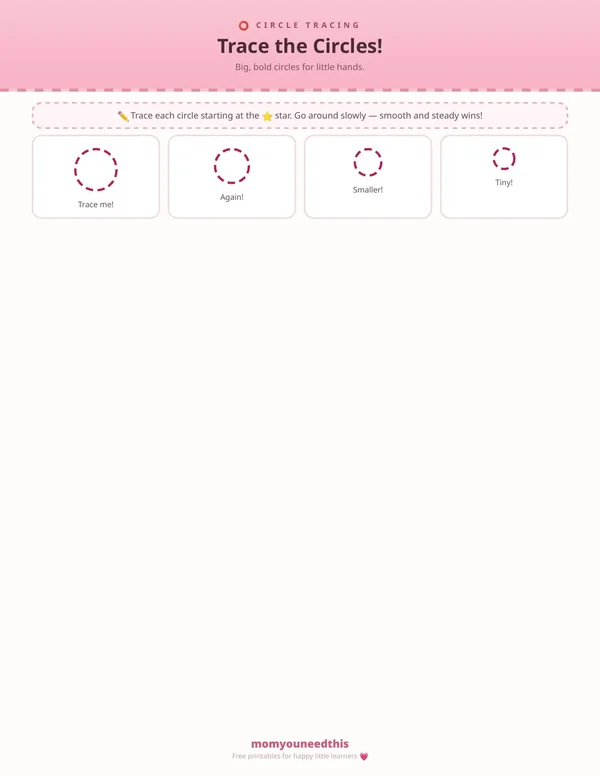 ⭕ CIRCLE TRACING
Trace the Circles!
Big, bold circles for little hands.
✏️ Trace each circle starting at the ⭐ star. Go around slowly — smooth and steady wins!
Trace me!
Again!
Smaller!
Tiny!
momyouneedthis
Free printables for happy little learners 💗